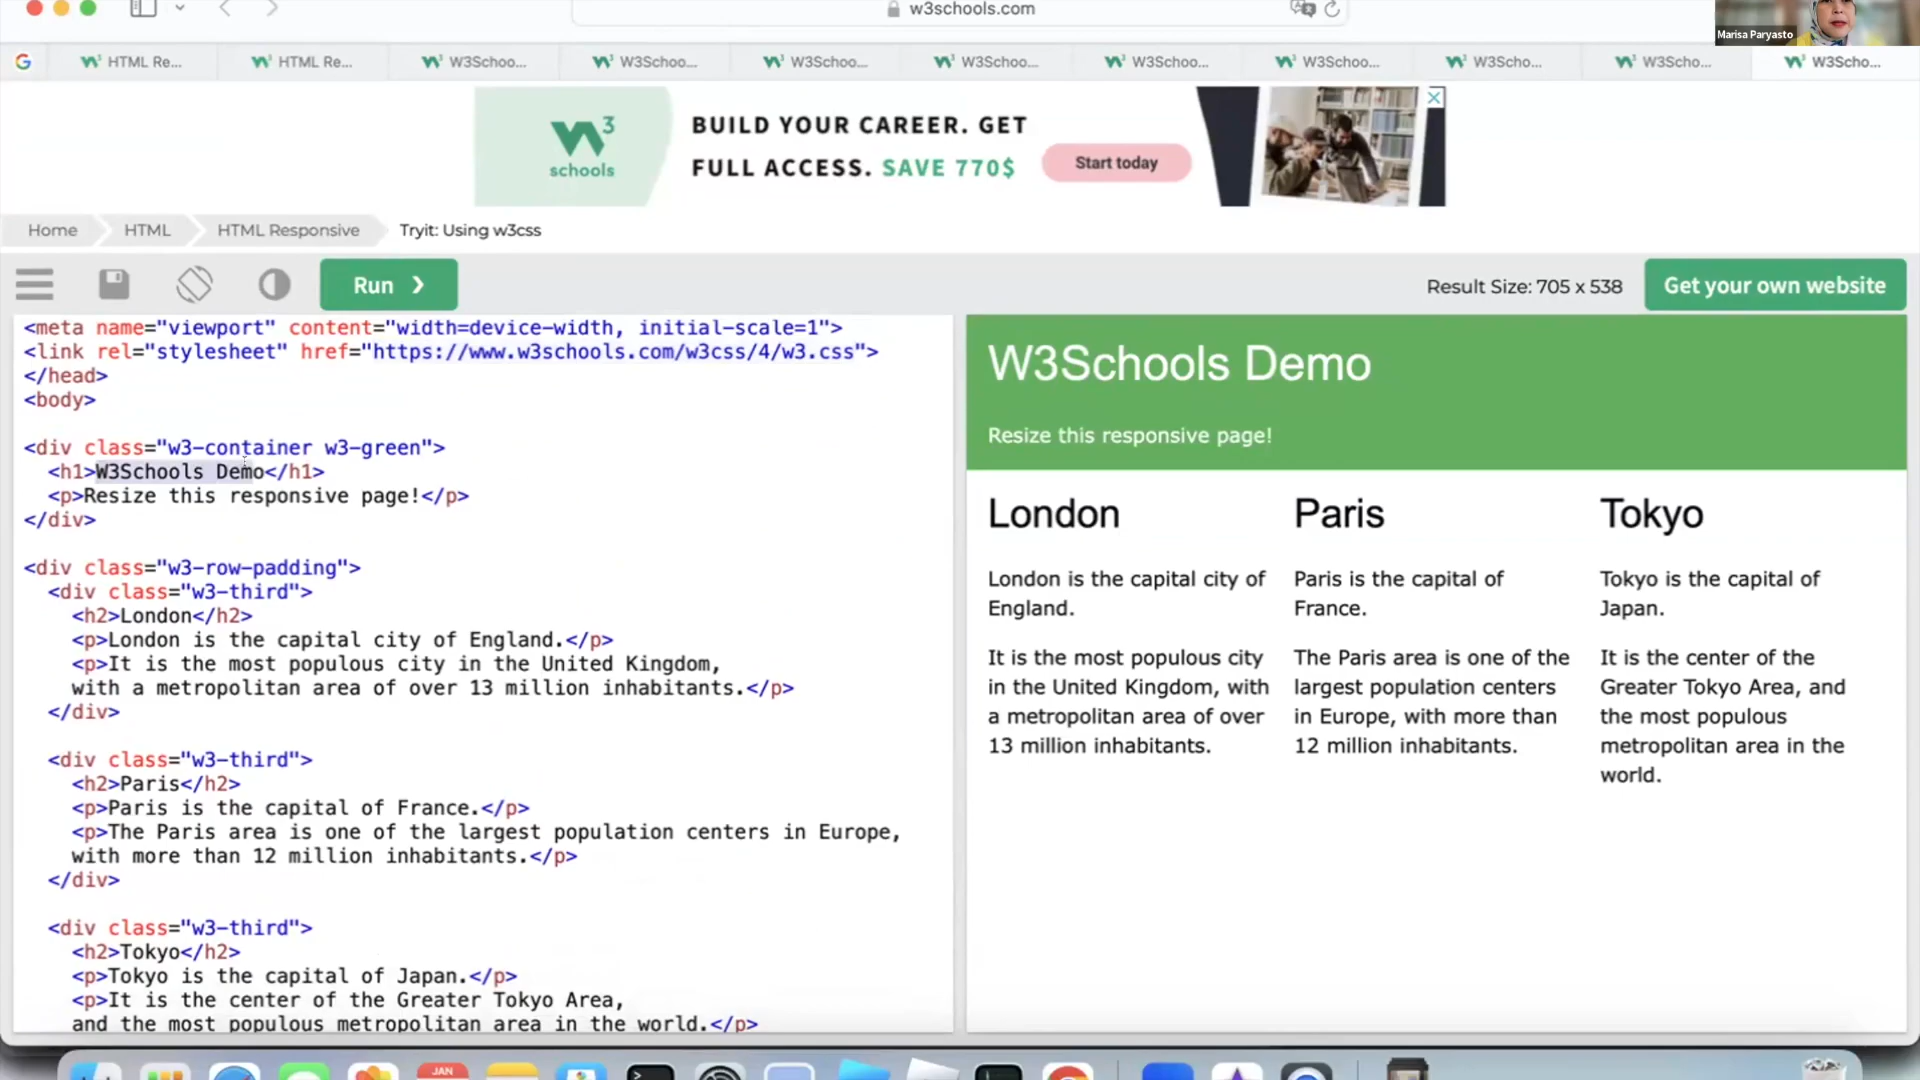 w3schools.com
Marisa Paryasto
HTML Re...
HTML Re...
W3Schoo...
W3Schoo...
W3Schoo...
W3Schoo...
W3Schoo...
W3Schoo...
W3Scho...
W3Scho...
W3Scho...
W3
schools
BUILD YOUR CAREER. GET
FULL ACCESS. SAVE 770$
Start today
Home
HTML
HTML Responsive
Tryit: Using w3css
Run ❯
Result Size: 705 x 538
Get your own website
<meta name="viewport" content="width=device-width, initial-scale=1">
<link rel="stylesheet" href="https://www.w3schools.com/w3css/4/w3.css">
</head>
<body>
<div class="w3-container w3-green">
<h1>W3Schools Demo</h1>
<p>Resize this responsive page!</p>
</div>
<div class="w3-row-padding">
<div class="w3-third">
<h2>London</h2>
<p>London is the capital city of England.</p>
<p>It is the most populous city in the United Kingdom,
with a metropolitan area of over 13 million inhabitants.</p>
</div>
<div class="w3-third">
<h2>Paris</h2>
<p>Paris is the capital of France.</p>
<p>The Paris area is one of the largest population centers in Europe,
with more than 12 million inhabitants.</p>
</div>
<div class="w3-third">
<h2>Tokyo</h2>
<p>Tokyo is the capital of Japan.</p>
<p>It is the center of the Greater Tokyo Area,
and the most populous metropolitan area in the world.</p>
W3Schools Demo
Resize this responsive page!
London
London is the capital city of
England.
It is the most populous city
in the United Kingdom, with
a metropolitan area of over
13 million inhabitants.
Paris
Paris is the capital of
France.
The Paris area is one of the
largest population centers
in Europe, with more than
12 million inhabitants.
Tokyo
Tokyo is the capital of
Japan.
It is the center of the
Greater Tokyo Area, and
the most populous
metropolitan area in the
world.
JAN